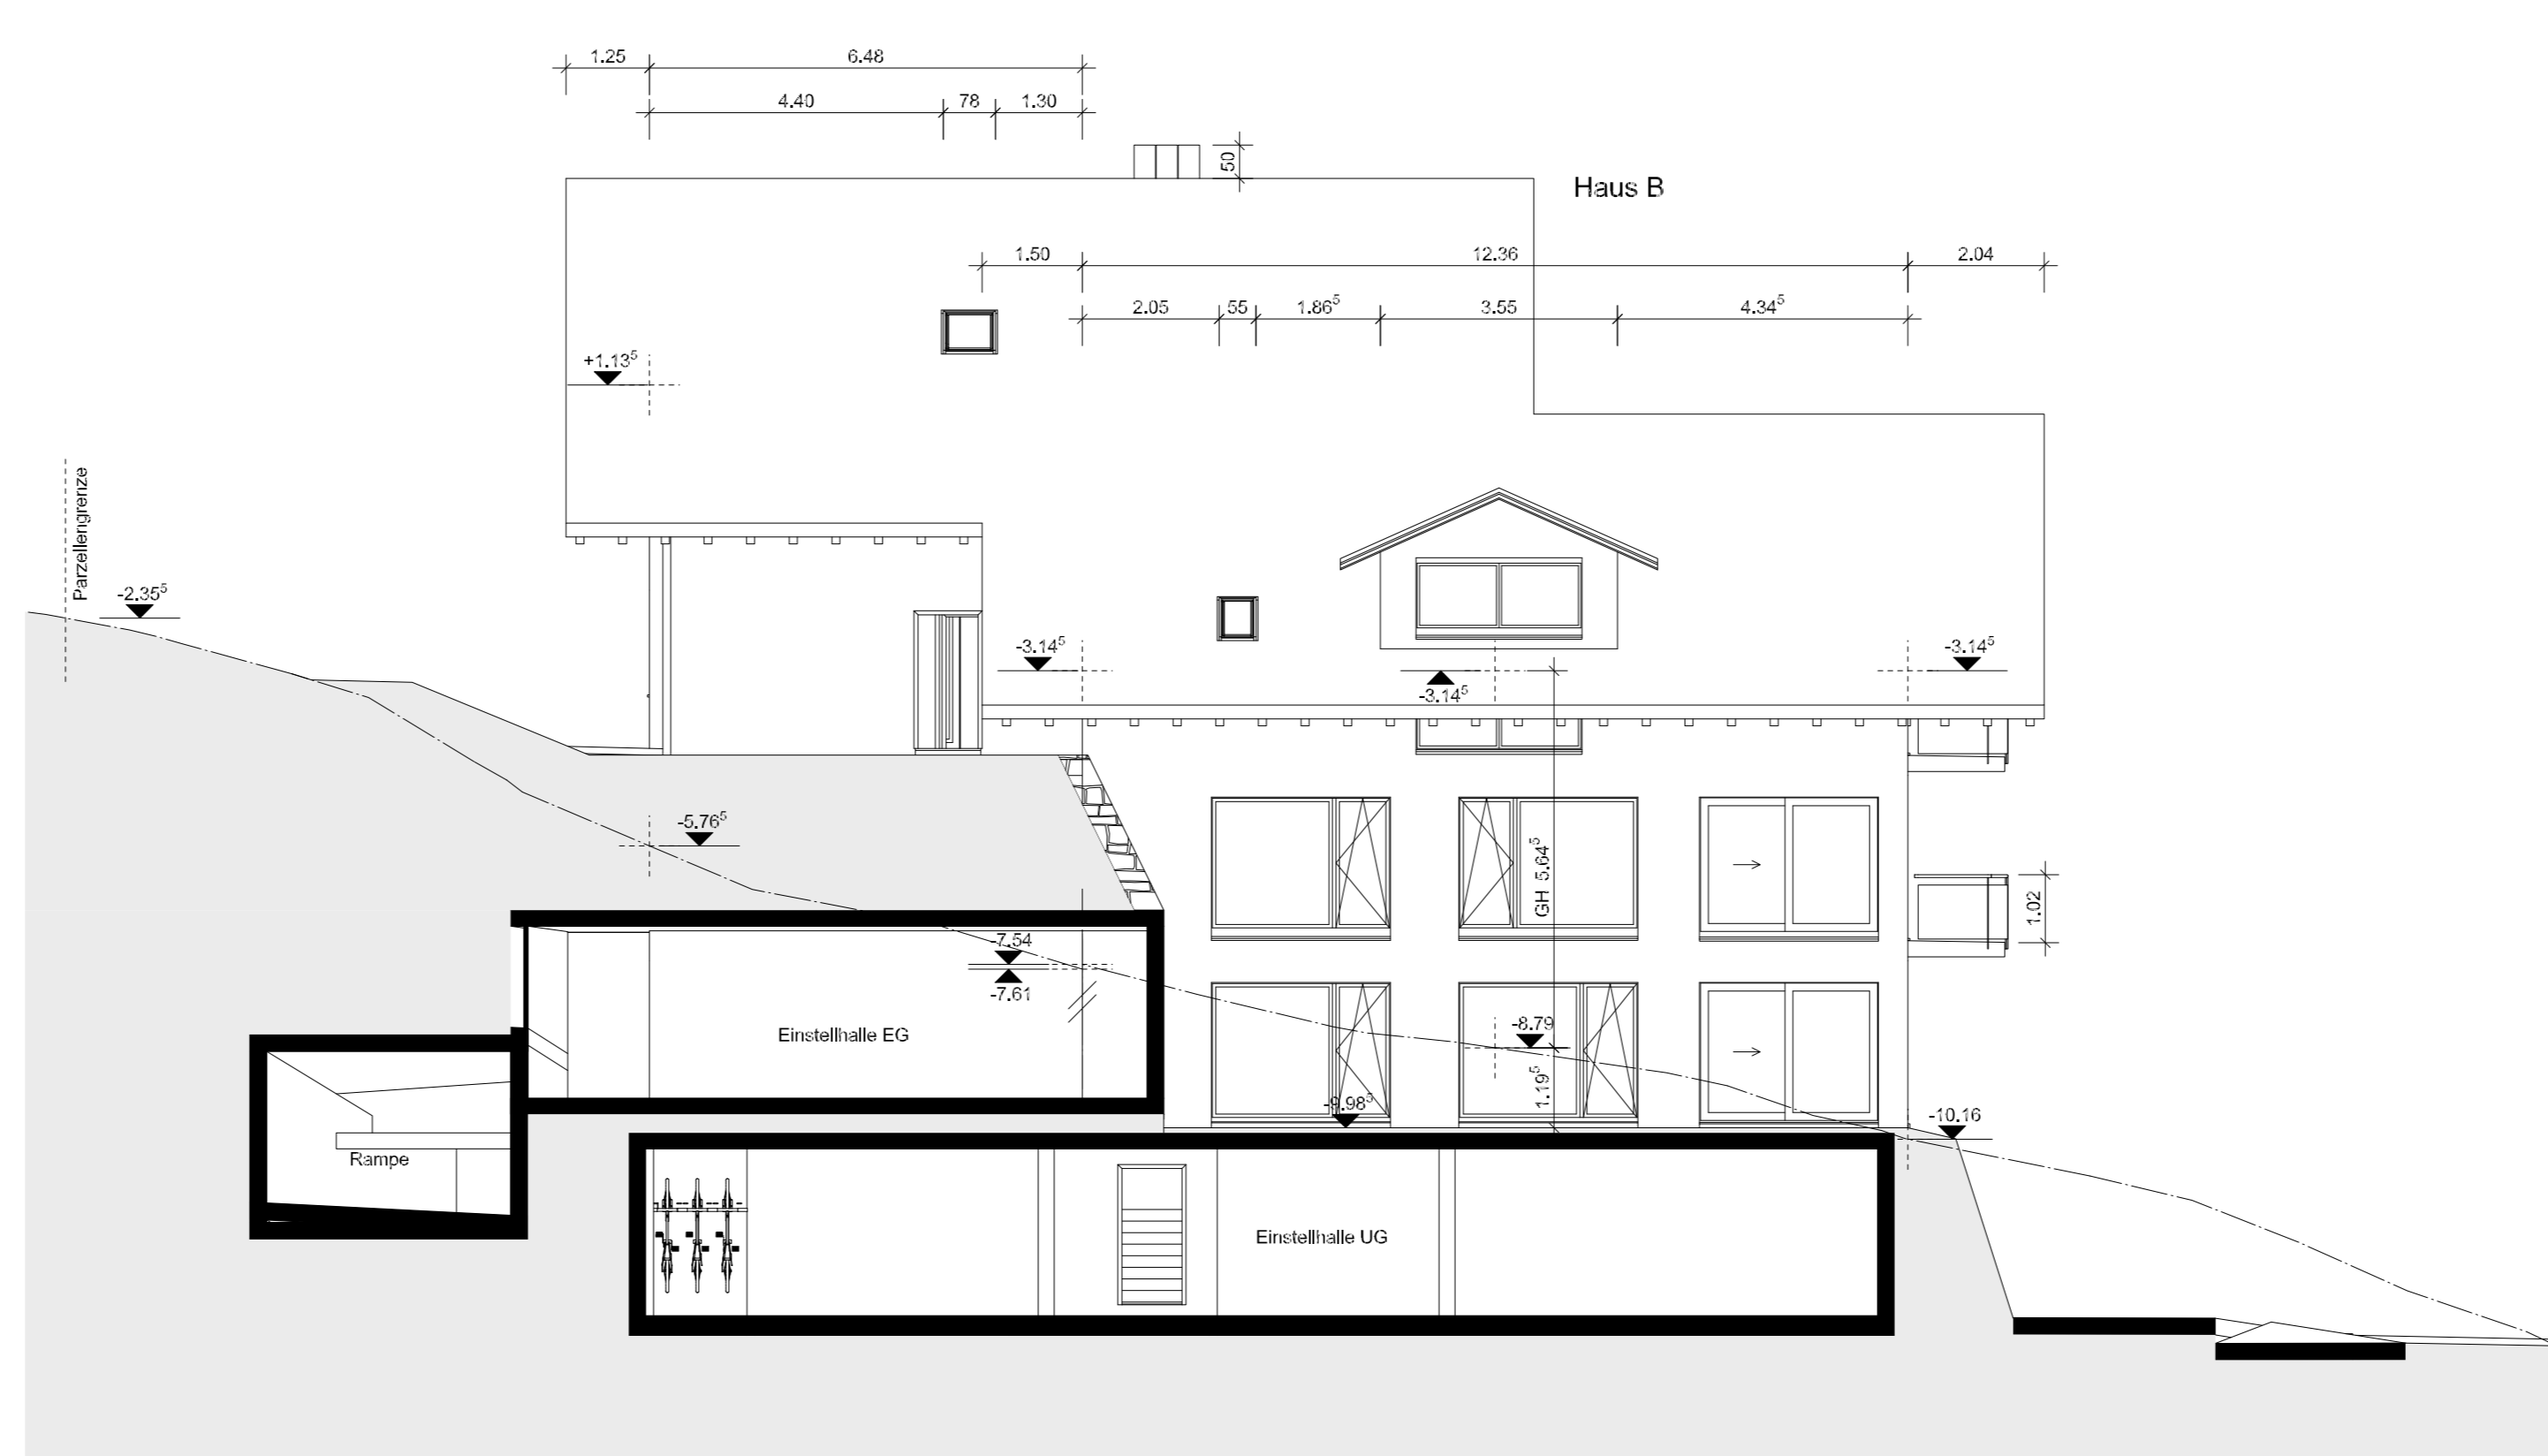 1.25 6.48
4.40 78 1.30
50
Haus B
1.50 12.36 2.04
2.05 55 1.86⁵ 3.55 4.34⁵
+1.13⁵
Parzellengrenze
-2.35⁵
-3.14⁵ -3.14⁵ -3.14⁵
-5.76⁵
GH 5.64⁵
1.02
-7.54
-7.61
Einstellhalle EG
-8.79
1.19⁵
-9.98⁵
-10.16
Rampe
Einstellhalle UG